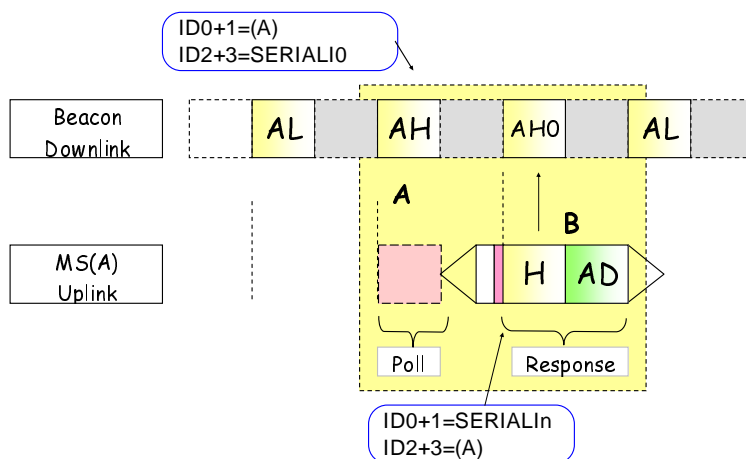 ID0+1=(A)
ID2+3=SERIALI0
Beacon
Downlink
AL
AH
AH0
AL
A
B
MS(A)
Uplink
H
AD
Poll
Response
ID0+1=SERIALIn
ID2+3=(A)